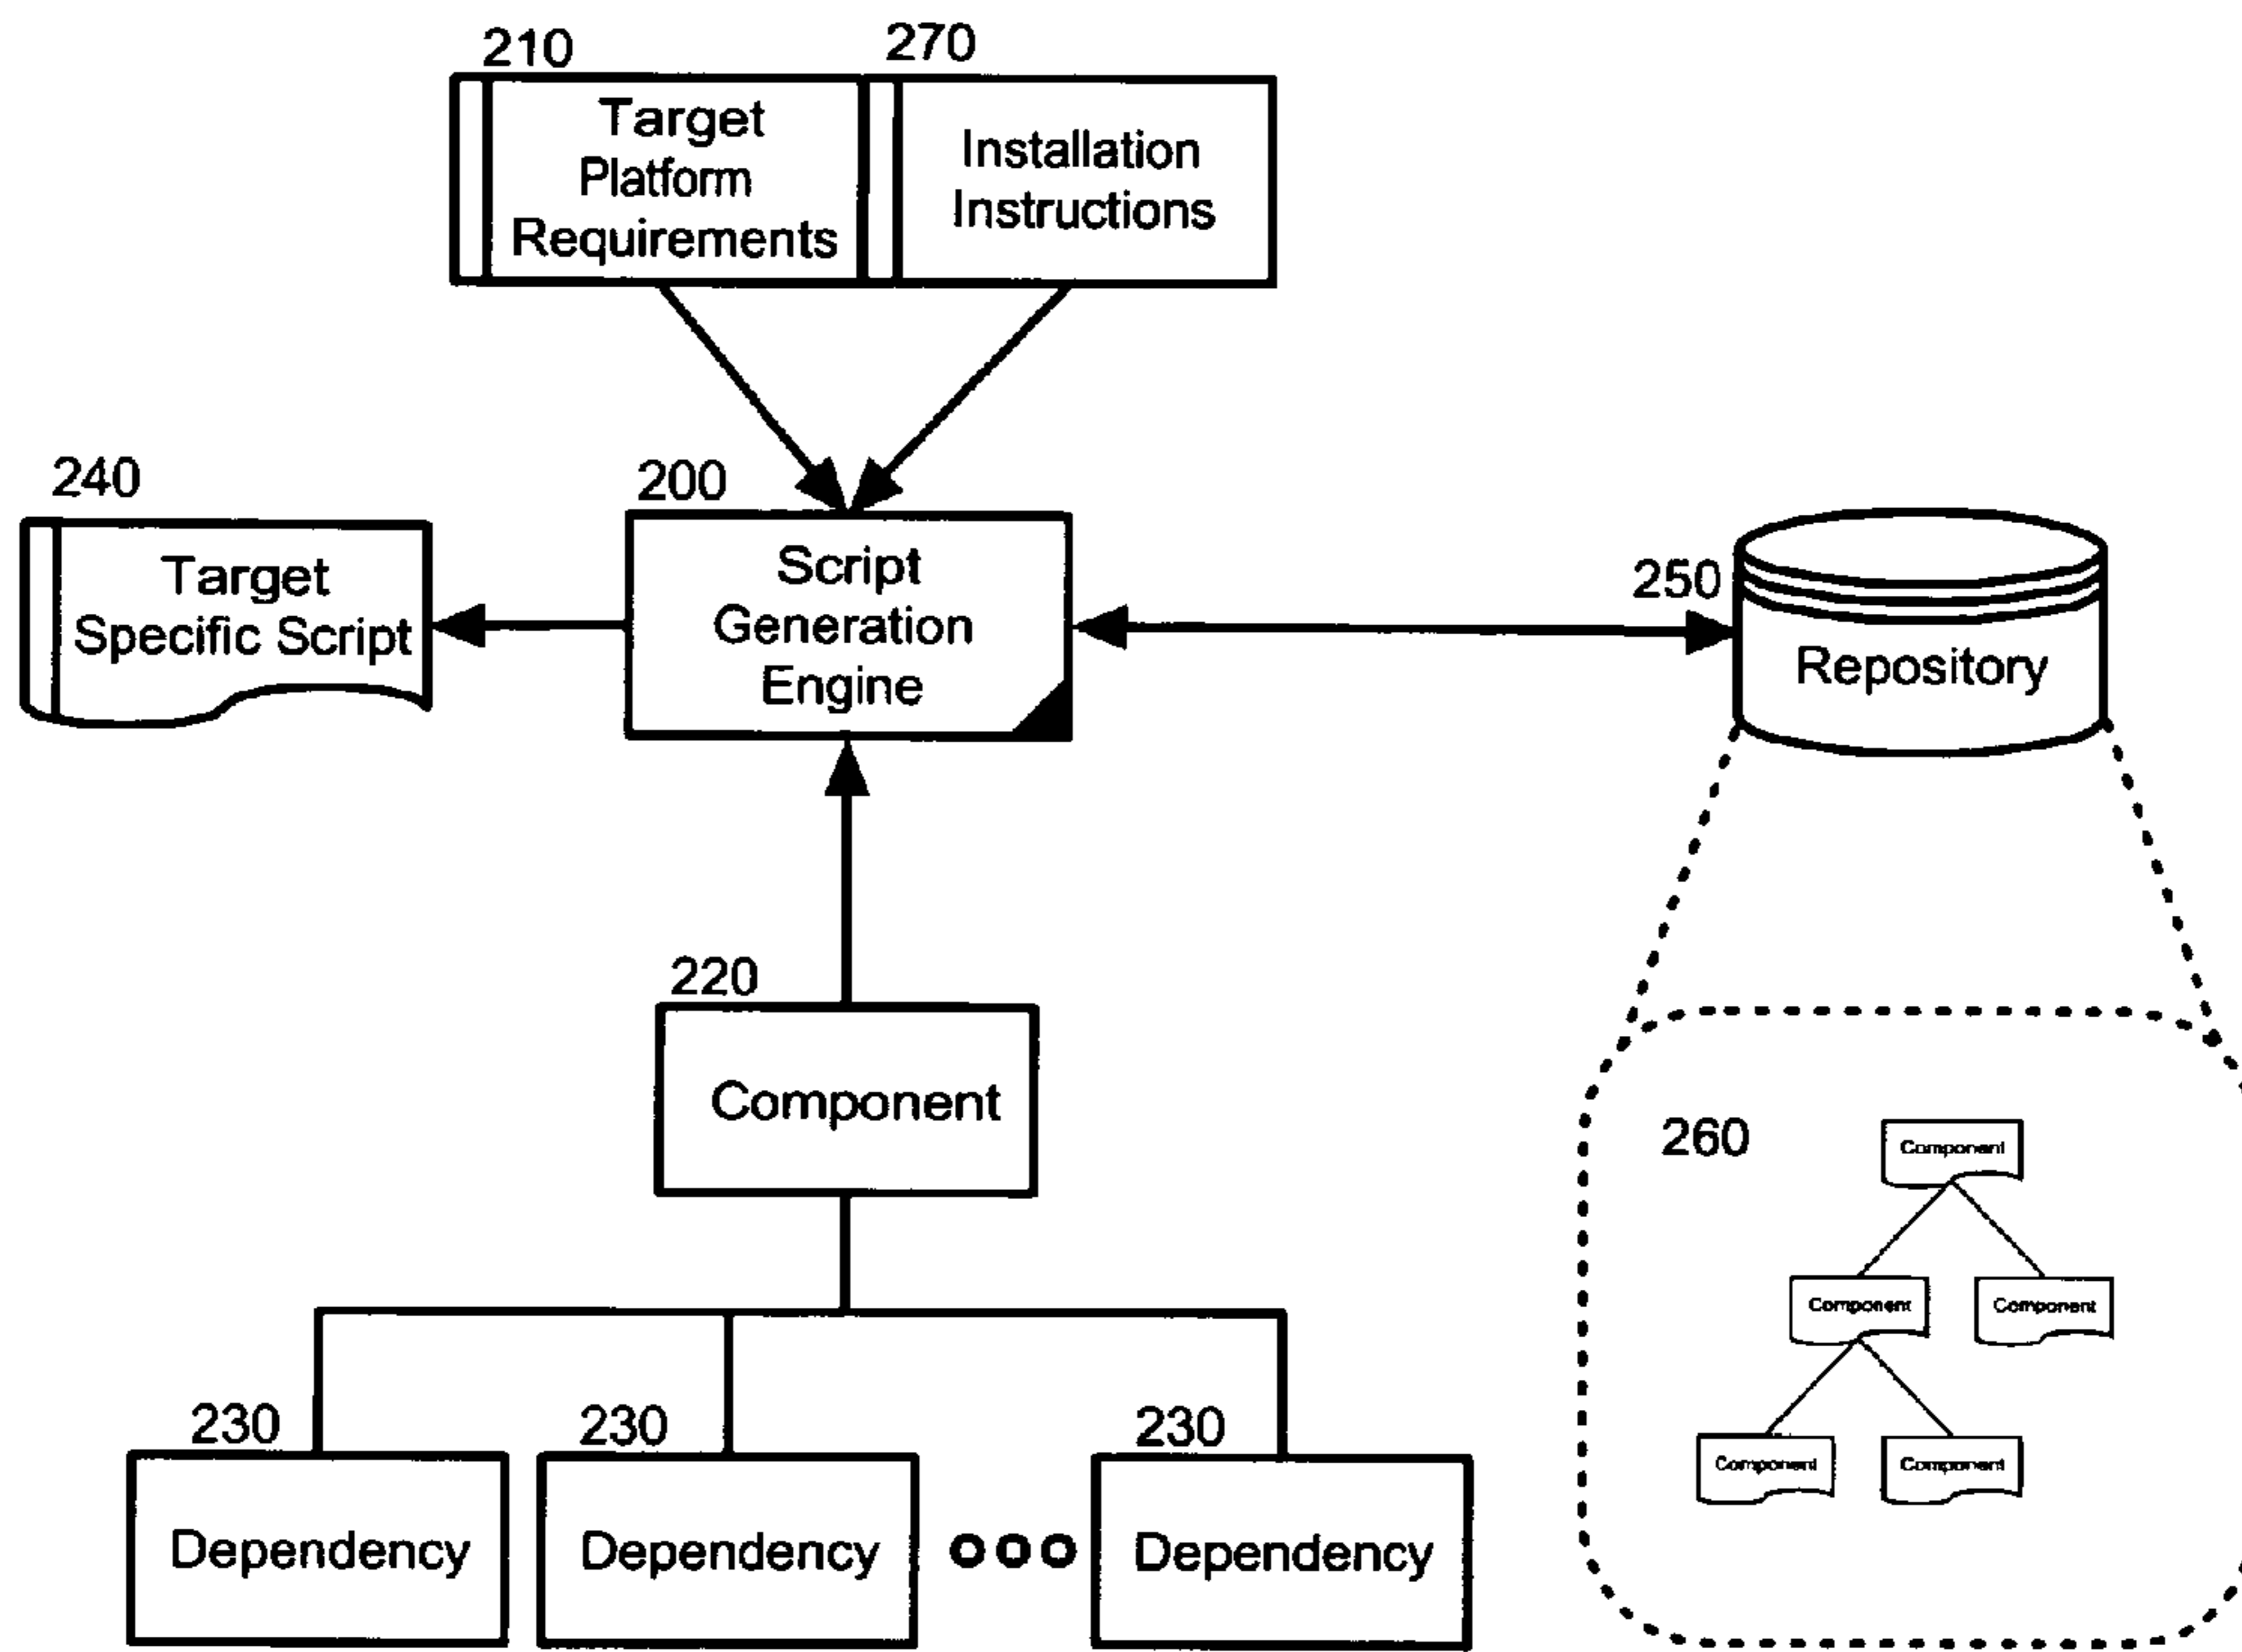 210
270
Target
Platform
Requirements
Installation
Instructions
240
200
Target
Specific Script
Script
Generation
Engine
250
Repository
220
Component
260
Component
Component
Component
Component
Component
230
230
230
Dependency
Dependency
Dependency